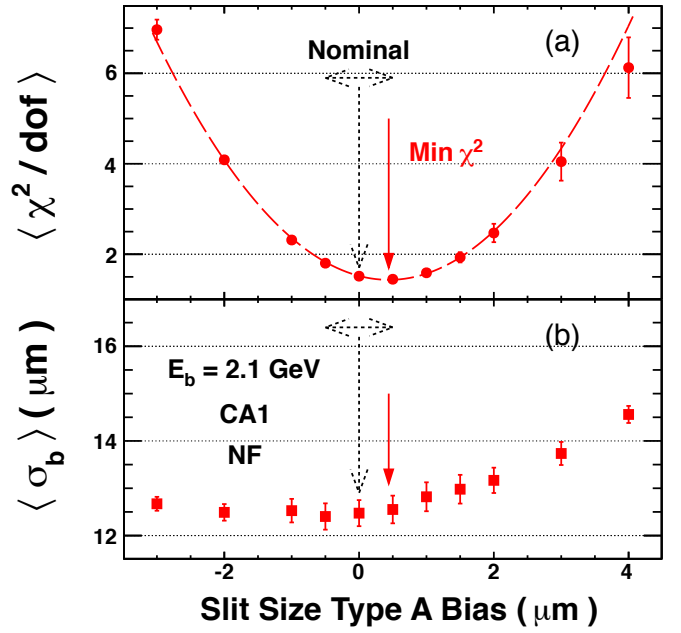 ⟨ χ² / dof ⟩
6
4
2
(a)
Nominal
Min χ²
⟨ σ_b ⟩ ( μm )
16
14
12
(b)
E_b = 2.1 GeV
CA1
NF
-2 0 2 4
Slit Size Type A Bias ( μm )